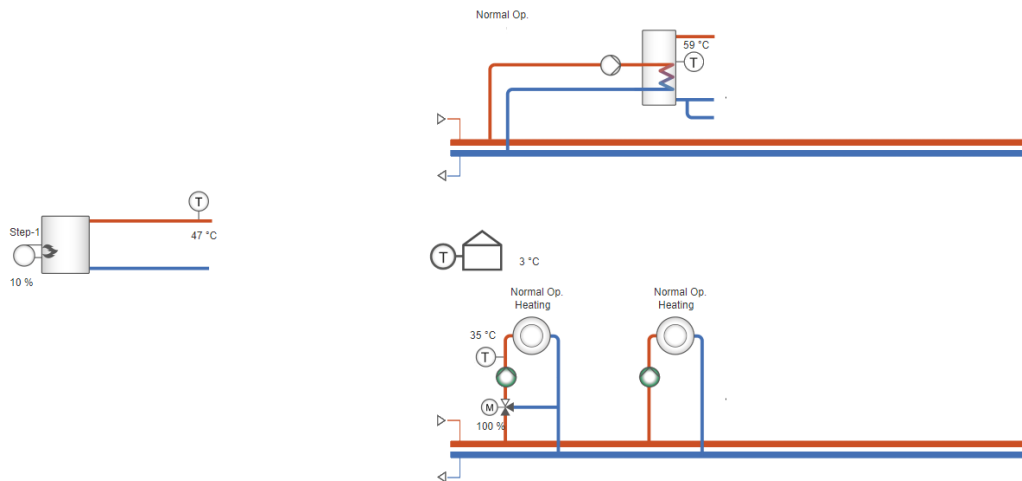 Normal Op.
59 °C
T
T
Step-1
47 °C
10 %
T
3 °C
Normal Op.
Heating
Normal Op.
Heating
35 °C
T
M
100 %